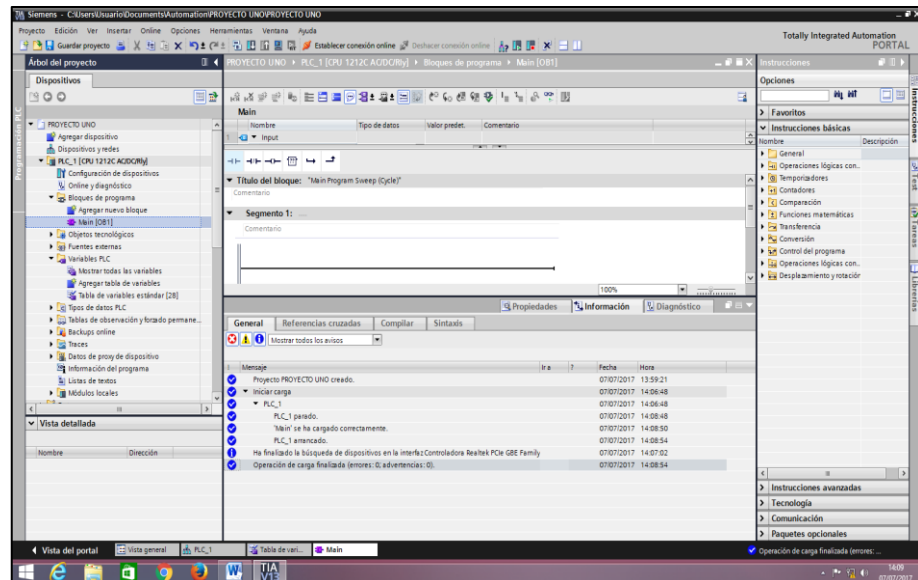 Siemens - C:\Users\Usuario\Documents\Automation\PROYECTO UNO\PROYECTO UNO
Proyecto Edición Ver Insertar Online Opciones Herramientas Ventana Ayuda
Guardar proyecto Establecer conexión online Deshacer conexión online
Totally Integrated Automation
PORTAL
Árbol del proyecto
PROYECTO UNO PLC_1 [CPU 1212C AC/DC/Rly] Bloques de programa Main [OB1]
Instrucciones
Dispositivos
Opciones
Programación PLC
PROYECTO UNO
Agregar dispositivo
Dispositivos y redes
PLC_1 [CPU 1212C AC/DC/Rly]
Configuración de dispositivos
Online y diagnóstico
Bloques de programa
Agregar nuevo bloque
Main [OB1]
Objetos tecnológicos
Fuentes externas
Variables PLC
Mostrar todas las variables
Agregar tabla de variables
Tabla de variables estándar [28]
Tipos de datos PLC
Tablas de observación y forzado permane...
Backups online
Traces
Datos de proxy de dispositivo
Información del programa
Listas de textos
Módulos locales
Vista detallada
Nombre Dirección
Main
Nombre Tipo de datos Valor predet. Comentario
1 Input
Título del bloque: "Main Program Sweep (Cycle)"
Comentario
Segmento 1: ...
Comentario
100%
Propiedades Información Diagnóstico
General Referencias cruzadas Compilar Sintaxis
Mostrar todos los avisos
! Mensaje Ir a ? Fecha Hora
Proyecto PROYECTO UNO creado. 07/07/2017 13:59:21
Iniciar carga 07/07/2017 14:06:48
PLC_1 07/07/2017 14:06:48
PLC_1 parado. 07/07/2017 14:08:48
'Main' se ha cargado correctamente. 07/07/2017 14:08:50
PLC_1 arrancado. 07/07/2017 14:08:54
Ha finalizado la búsqueda de dispositivos en la interfaz Controladora Realtek PCIe GBE Family 07/07/2017 14:07:02
Operación de carga finalizada (errores: 0; advertencias: 0). 07/07/2017 14:08:54
Favoritos
Instrucciones básicas
Nombre Descripción
General
Operaciones lógicas con..
Temporizadores
Contadores
Comparación
Funciones matemáticas
Transferencia
Conversión
Control del programa
Operaciones lógicas con..
Desplazamiento y rotación
Instrucciones avanzadas
Tecnología
Comunicación
Paquetes opcionales
Instrucciones
Test
Tareas
Librerías
Vista del portal Vista general PLC_1 Tabla de vari... Main
Operación de carga finalizada (errores: ...
TIA
V13
14:09
07/07/2017